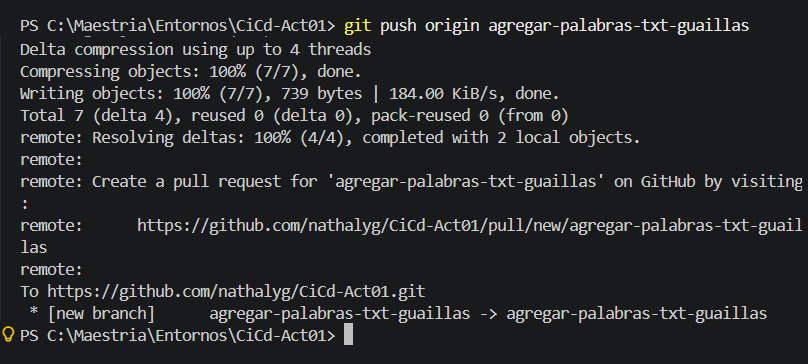 PS C:\Maestria\Entornos\CiCd-Act01> git push origin agregar-palabras-txt-guaillas
Delta compression using up to 4 threads
Compressing objects: 100% (7/7), done.
Writing objects: 100% (7/7), 739 bytes | 184.00 KiB/s, done.
Total 7 (delta 4), reused 0 (delta 0), pack-reused 0 (from 0)
remote: Resolving deltas: 100% (4/4), completed with 2 local objects.
remote:
remote: Create a pull request for 'agregar-palabras-txt-guaillas' on GitHub by visiting
:
remote:      https://github.com/nathalyg/CiCd-Act01/pull/new/agregar-palabras-txt-guail
las
remote:
To https://github.com/nathalyg/CiCd-Act01.git
 * [new branch]      agregar-palabras-txt-guaillas -> agregar-palabras-txt-guaillas
PS C:\Maestria\Entornos\CiCd-Act01>